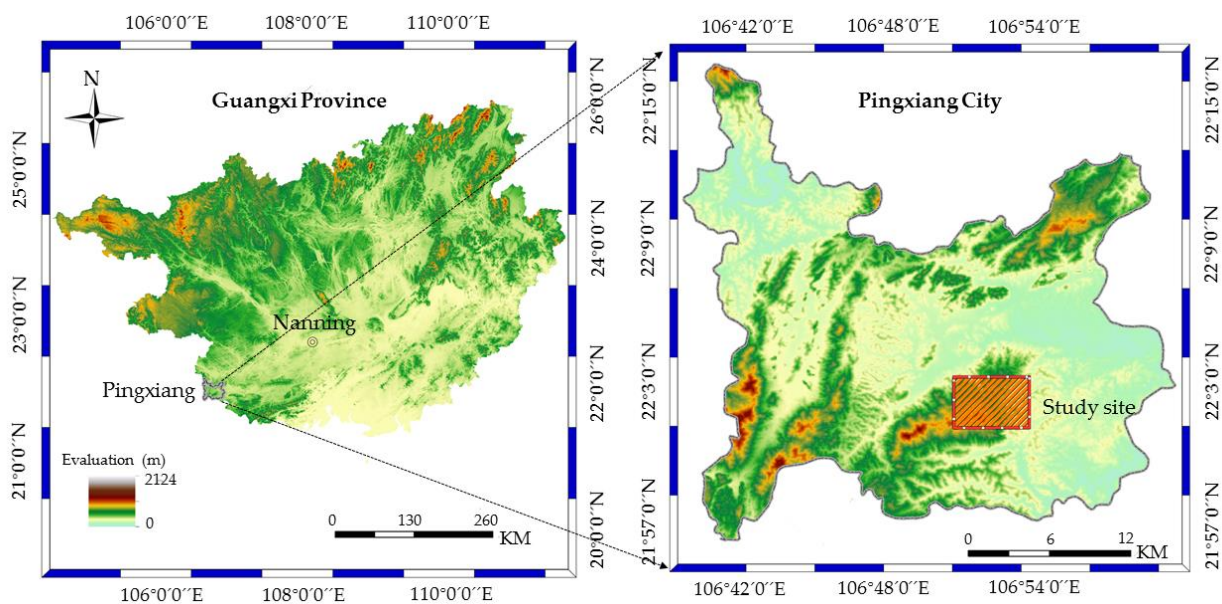 106°0′0″E 108°0′0″E 110°0′0″E
N
Guangxi Province
26°0′0″N
25°0′0″N
24°0′0″N
23°0′0″N
22°0′0″N
21°0′0″N
20°0′0″N
Nanning
Pingxiang
Evaluation (m)
2124
0
0 130 260
KM
106°0′0″E 108°0′0″E 110°0′0″E
106°42′0″E 106°48′0″E 106°54′0″E
Pingxiang City
22°15′0″N
22°15′0″N
22°9′0″N
22°9′0″N
22°3′0″N
22°3′0″N
21°57′0″N
21°57′0″N
Study site
0 6 12
KM
106°42′0″E 106°48′0″E 106°54′0″E